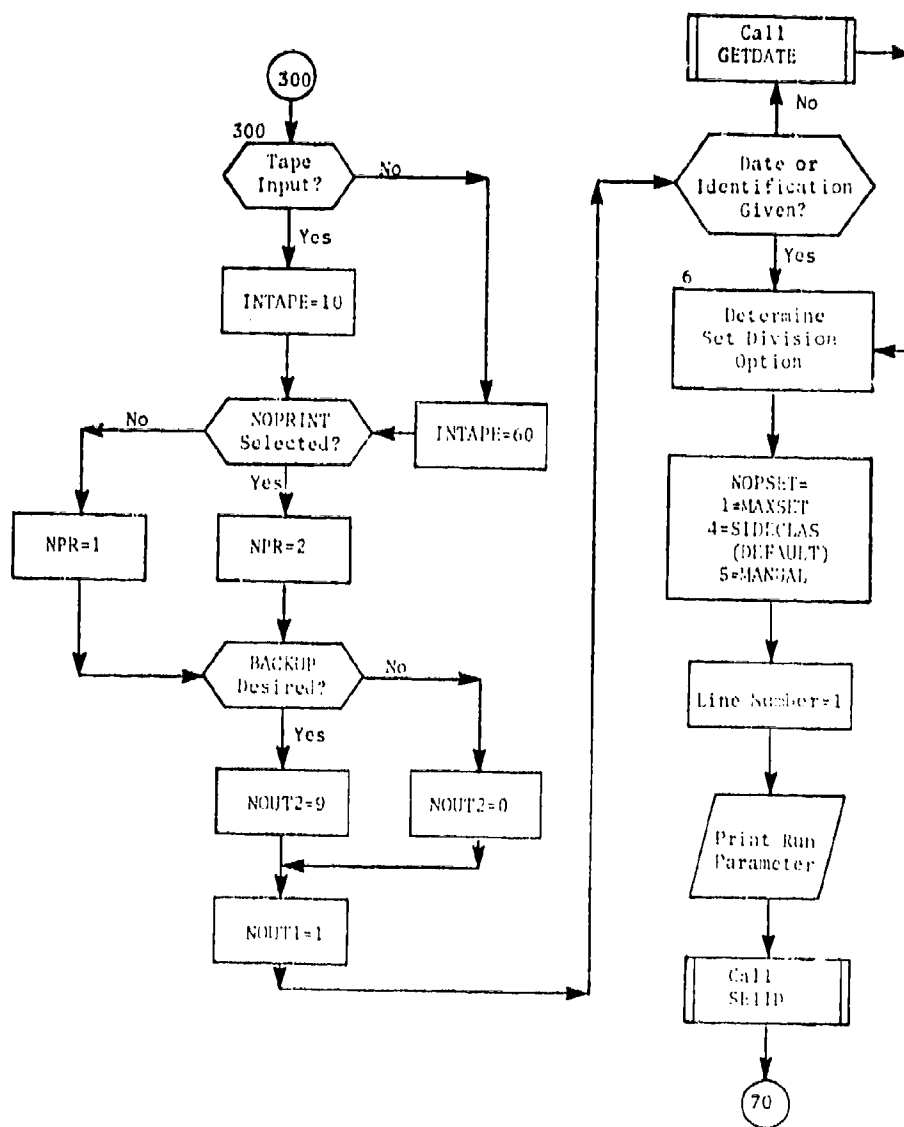 300
300
Tape
Input?
No
Yes
INTAPE=10
NOPRINT
Selected?
No
INTAPE=60
Yes
NPR=1
NPR=2
BACKUP
Desired?
No
Yes
NOUT2=9
NOUT2=0
NOUT1=1
Call
GETDATE
No
Date or
Identification
Given?
Yes
6
Determine
Set Division
Option
NOPSET=
1=MAXSET
4=SIDECLAS
(DEFAULT)
5=MANUAL
Line Number=1
Print Run
Parameter
Call
70